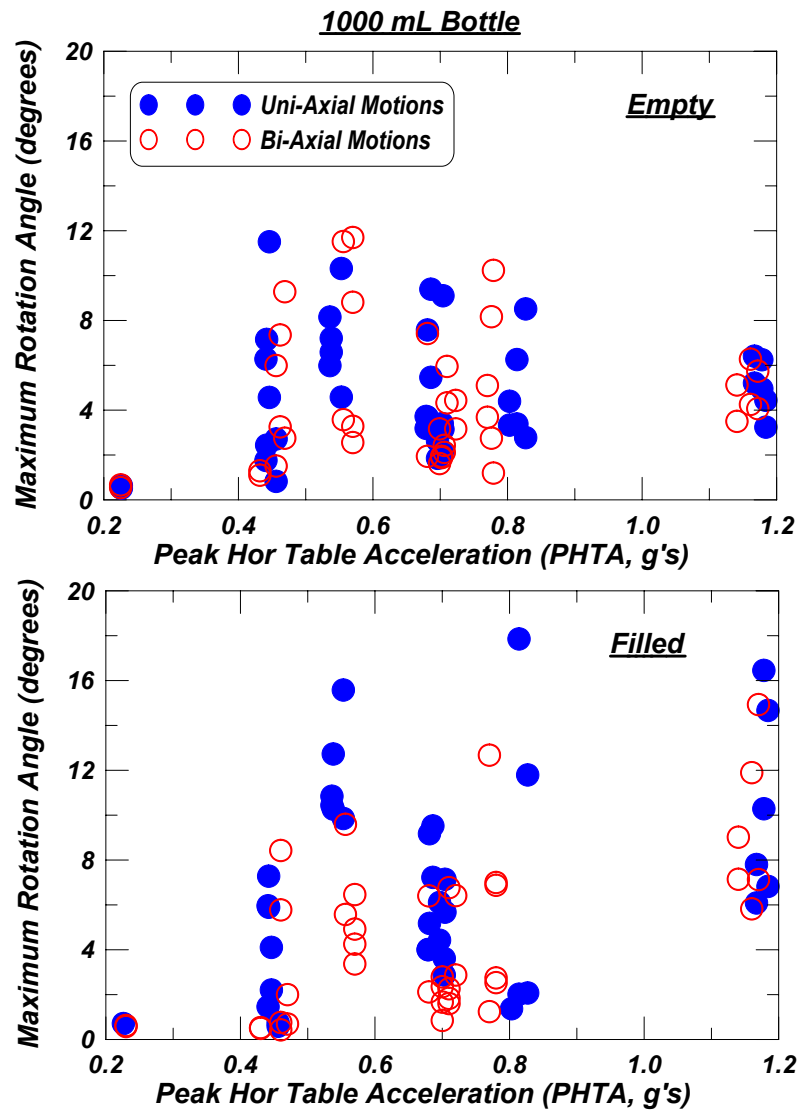 1000 mL Bottle
Maximum Rotation Angle (degrees)
20
16
12
8
4
0
Uni-Axial Motions
Bi-Axial Motions
Empty
0.2 0.4 0.6 0.8 1.0 1.2
Peak Hor Table Acceleration (PHTA, g's)
Maximum Rotation Angle (degrees)
20
16
12
8
4
0
Filled
0.2 0.4 0.6 0.8 1.0 1.2
Peak Hor Table Acceleration (PHTA, g's)